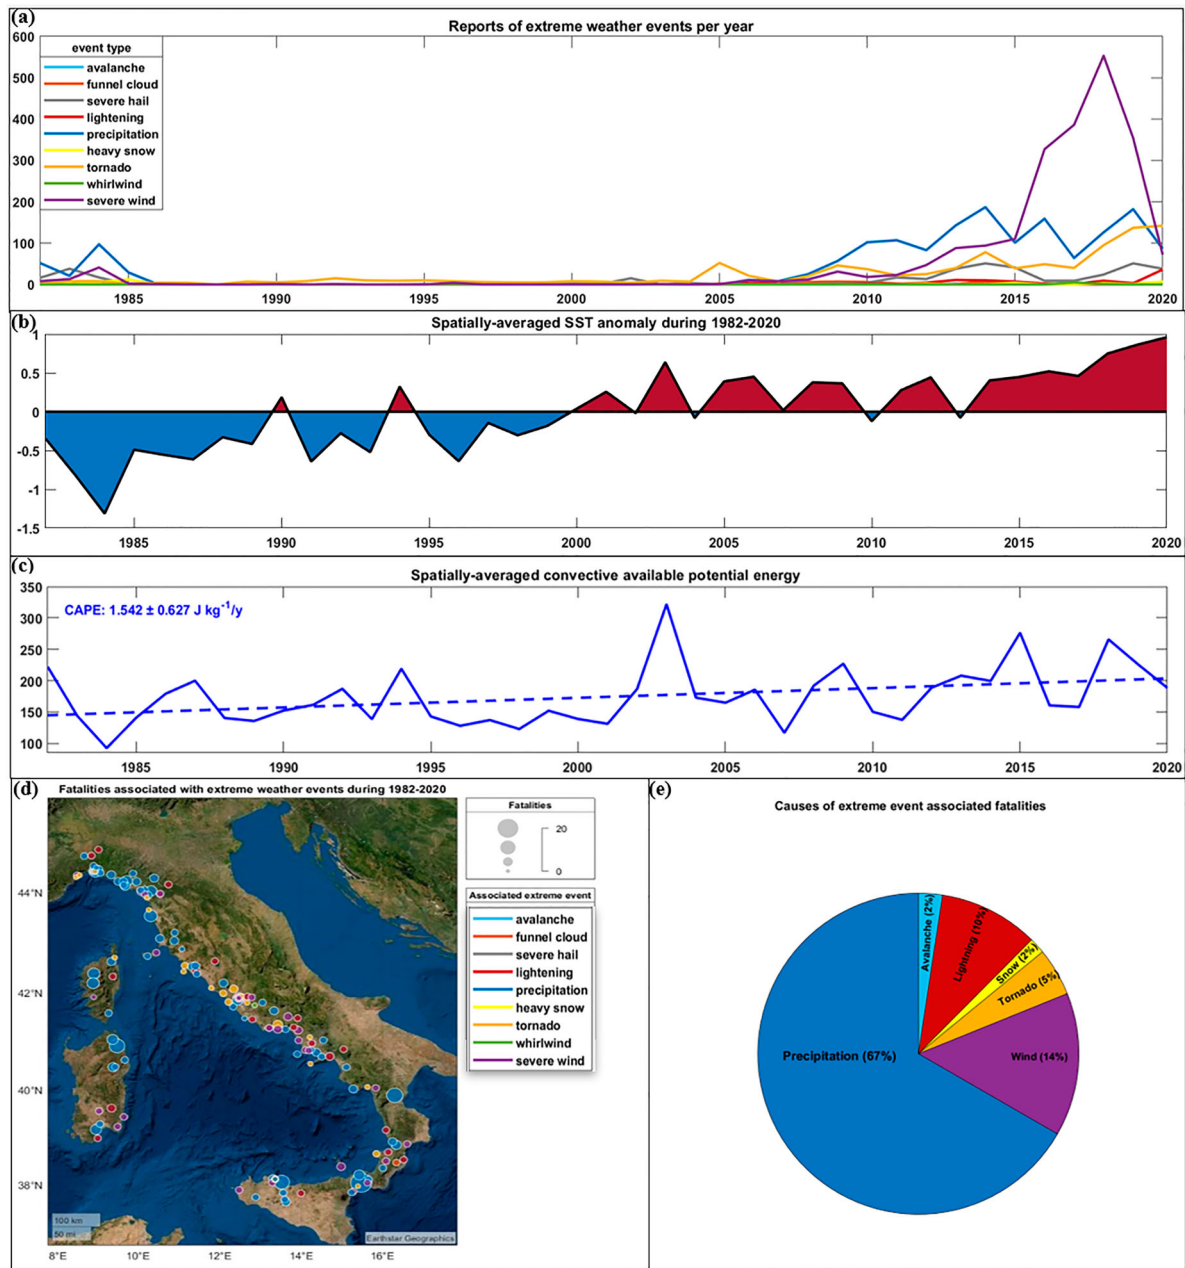 (a)
Reports of extreme weather events per year
600
500
400
300
200
100
0
event type
avalanche
funnel cloud
severe hail
lightening
precipitation
heavy snow
tornado
whirlwind
severe wind
1985 1990 1995 2000 2005 2010 2015 2020
(b)
Spatially-averaged SST anomaly during 1982-2020
1
0.5
0
-0.5
-1
-1.5
1985 1990 1995 2000 2005 2010 2015 2020
(c)
Spatially-averaged convective available potential energy
350
300
250
200
150
100
CAPE: 1.542 ± 0.627 J kg⁻¹/y
1985 1990 1995 2000 2005 2010 2015 2020
(d)
Fatalities associated with extreme weather events during 1982-2020
44°N
42°N
40°N
38°N
100 km
50 mi
Earthstar Geographics
8°E 10°E 12°E 14°E 16°E
Fatalities
20
0
Associated extreme event
avalanche
funnel cloud
severe hail
lightening
precipitation
heavy snow
tornado
whirlwind
severe wind
(e)
Causes of extreme event associated fatalities
Avalanche (2%)
Lightning (10%)
Snow (2%)
Tornado (5%)
Wind (14%)
Precipitation (67%)